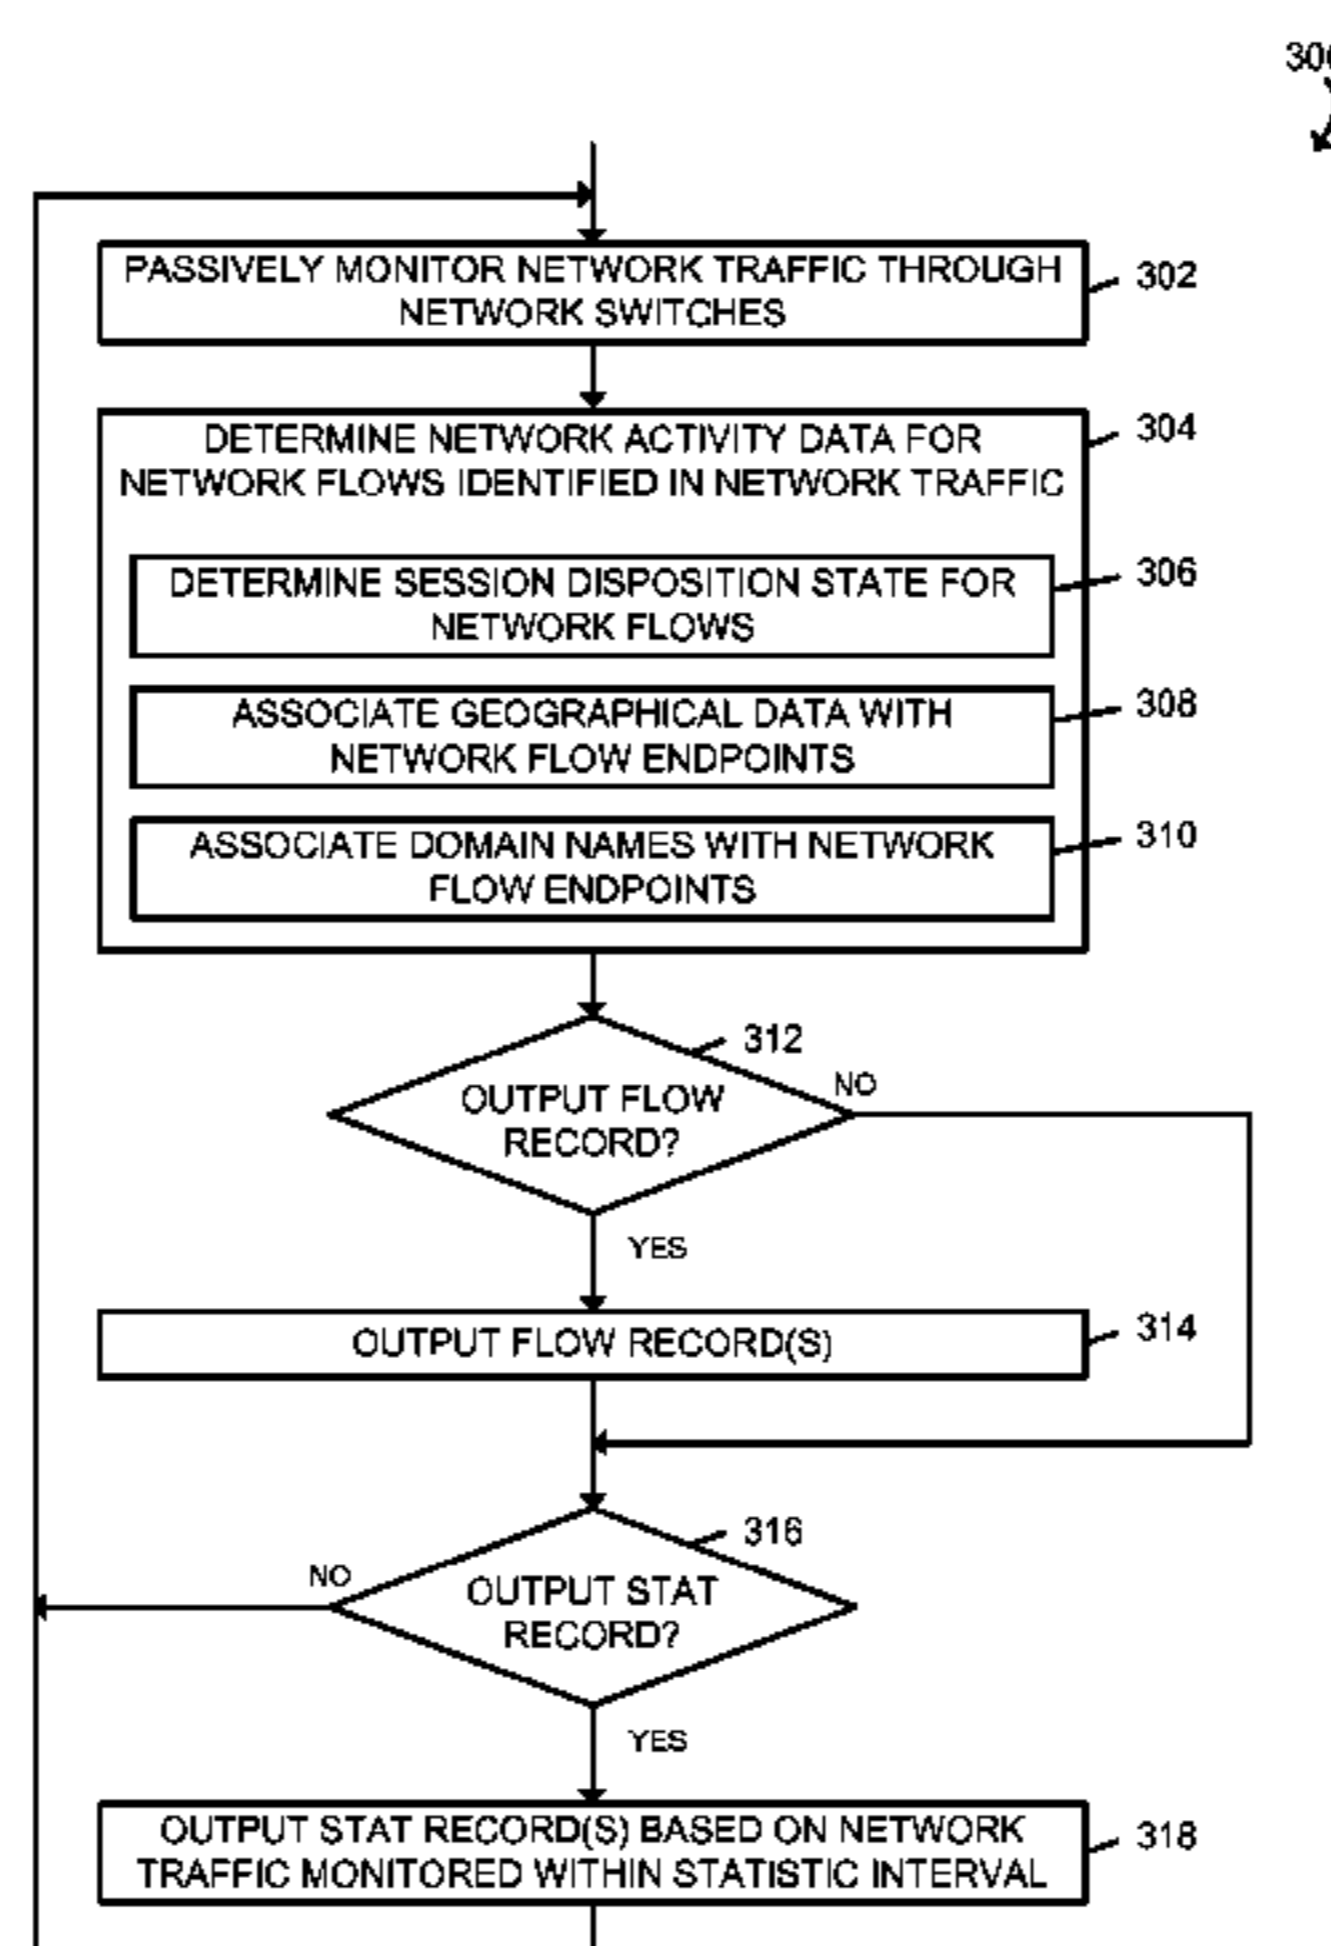 PASSIVELY MONITOR NETWORK TRAFFIC THROUGH
NETWORK SWITCHES
302
DETERMINE NETWORK ACTIVITY DATA FOR
NETWORK FLOWS IDENTIFIED IN NETWORK TRAFFIC
304
DETERMINE SESSION DISPOSITION STATE FOR
NETWORK FLOWS
306
ASSOCIATE GEOGRAPHICAL DATA WITH
NETWORK FLOW ENDPOINTS
308
ASSOCIATE DOMAIN NAMES WITH NETWORK
FLOW ENDPOINTS
310
312
OUTPUT FLOW
RECORD?
NO
YES
OUTPUT FLOW RECORD(S)
314
316
NO
OUTPUT STAT
RECORD?
YES
OUTPUT STAT RECORD(S) BASED ON NETWORK
TRAFFIC MONITORED WITHIN STATISTIC INTERVAL
318